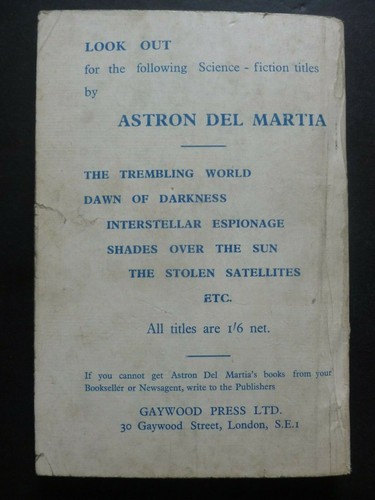 LOOK OUT
for the following Science - fiction titles
by
ASTRON DEL MARTIA
THE TREMBLING WORLD
DAWN OF DARKNESS
INTERSTELLAR ESPIONAGE
SHADES OVER THE SUN
THE STOLEN SATELLITES
ETC.
All titles are 1/6 net.
If you cannot get Astron Del Martia's books from your
Bookseller or Newsagent, write to the Publishers
GAYWOOD PRESS LTD.
30 Gaywood Street, London, S.E.1